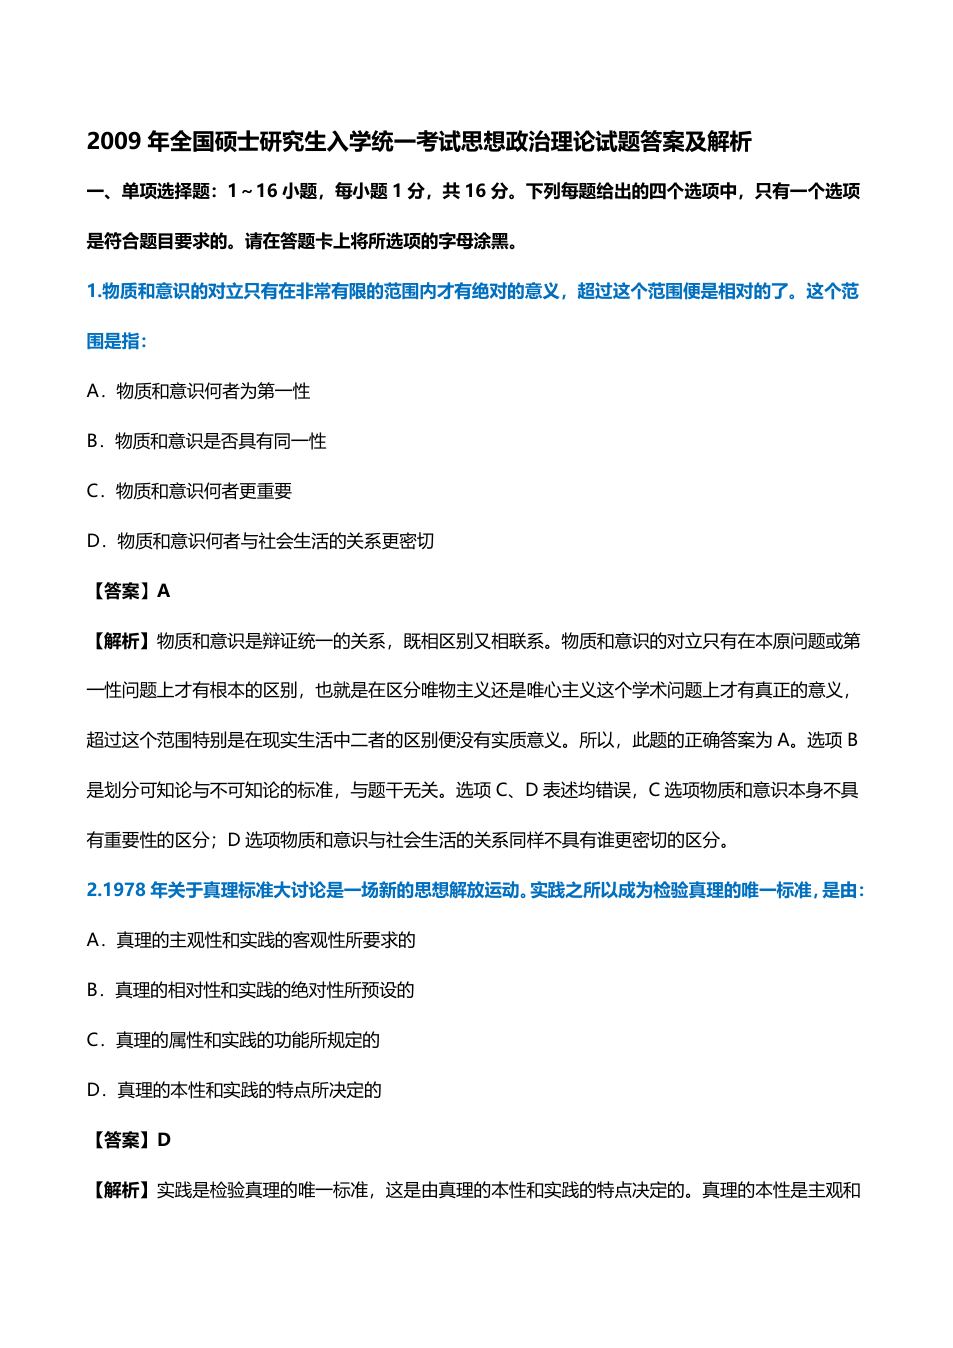 2009 年全国硕士研究生入学统一考试思想政治理论试题答案及解析
一、单项选择题：1～16 小题，每小题 1 分，共 16 分。下列每题给出的四个选项中，只有一个选项
是符合题目要求的。请在答题卡上将所选项的字母涂黑。
1.物质和意识的对立只有在非常有限的范围内才有绝对的意义，超过这个范围便是相对的了。这个范
围是指：
A．物质和意识何者为第一性
B．物质和意识是否具有同一性
C．物质和意识何者更重要
D．物质和意识何者与社会生活的关系更密切
【答案】A
【解析】物质和意识是辩证统一的关系，既相区别又相联系。物质和意识的对立只有在本原问题或第
一性问题上才有根本的区别，也就是在区分唯物主义还是唯心主义这个学术问题上才有真正的意义，
超过这个范围特别是在现实生活中二者的区别便没有实质意义。所以，此题的正确答案为 A。选项 B
是划分可知论与不可知论的标准，与题干无关。选项 C、D 表述均错误，C 选项物质和意识本身不具
有重要性的区分；D 选项物质和意识与社会生活的关系同样不具有谁更密切的区分。
2.1978 年关于真理标准大讨论是一场新的思想解放运动。实践之所以成为检验真理的唯一标准，是由：
A．真理的主观性和实践的客观性所要求的
B．真理的相对性和实践的绝对性所预设的
C．真理的属性和实践的功能所规定的
D．真理的本性和实践的特点所决定的
【答案】D
【解析】实践是检验真理的唯一标准，这是由真理的本性和实践的特点决定的。真理的本性是主观和